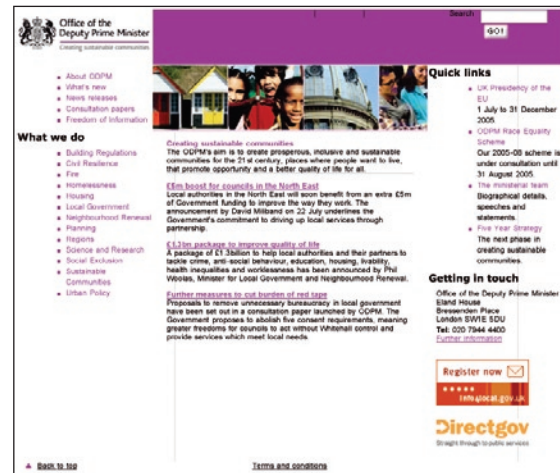 Office of the
Deputy Prime Minister
Creating sustainable communities
Search
GO!
About ODPM
What's new
News releases
Consultation papers
Freedom of Information
What we do
Building Regulations
Civil Resilience
Fire
Homelessness
Housing
Local Government
Neighbourhood Renewal
Planning
Regions
Science and Research
Social Exclusion
Sustainable
Communities
Urban Policy
Creating sustainable communities
The ODPM's aim is to create prosperous, inclusive and sustainable
communities for the 21st century, places where people want to live,
that promote opportunity and a better quality of life for all.
£5m boost for councils in the North East
Local authorities in the North East will soon benefit from an extra £5m
of Government funding to improve the way they work. The
announcement by David Miliband on 22 July underlines the
Government's commitment to driving up local services through
partnership.
£1.3bn package to improve quality of life
A package of £1.3billion to help local authorities and their partners to
tackle crime, anti-social behaviour, education, housing, livability,
health inequalities and worklessness has been announced by Phil
Woolas, Minister for Local Government and Neighbourhood Renewal.
Further measures to cut burden of red tape
Proposals to remove unnecessary bureaucracy in local government
have been set out in a consultation paper launched by ODPM. The
Government proposes to abolish five consent requirements, meaning
greater freedoms for councils to act without Whitehall control and
provide services which meet local needs.
Quick links
UK Presidency of the
EU
1 July to 31 December
2005.
ODPM Race Equality
Scheme
Our 2005-08 scheme is
under consultation until
31 August 2005.
The ministerial team
Biographical details,
speeches and
statements.
Five Year Strategy
The next phase in
creating sustainable
communities.
Getting in touch
Office of the Deputy Prime Minister
Eland House
Bressenden Place
London SW1E 5DU
Tel: 020 7944 4400
Further information
Register now
info4local.gov.uk
Directgov
Straight through to public services
Back to top
Terms and conditions